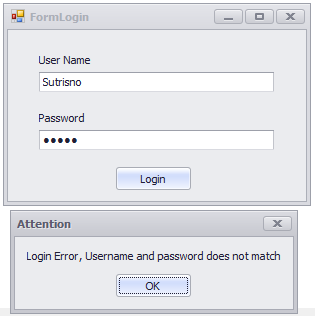 FormLogin
User Name
Sutrisno
Password
●●●●●
Login
Attention
Login Error, Username and password does not match
OK